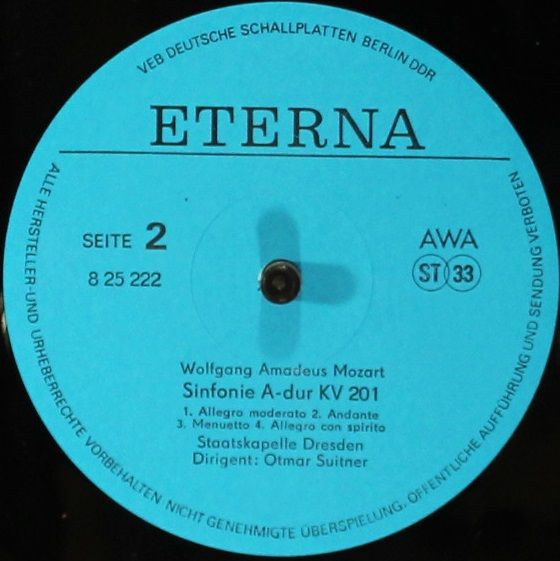 VEB DEUTSCHE SCHALLPLATTEN BERLIN DDR
ETERNA
SEITE 2
8 25 222
AWA
ST 33
Wolfgang Amadeus Mozart
Sinfonie A-dur KV 201
1. Allegro moderato 2. Andante
3. Menuetto 4. Allegro con spirito
Staatskapelle Dresden
Dirigent: Otmar Suitner
ALLE HERSTELLER-UND URHEBERRECHTE VORBEHALTEN NICHT GENEHMIGTE ÜBERSPIELUNG, ÖFFENTLICHE AUFFÜHRUNG UND SENDUNG VERBOTEN